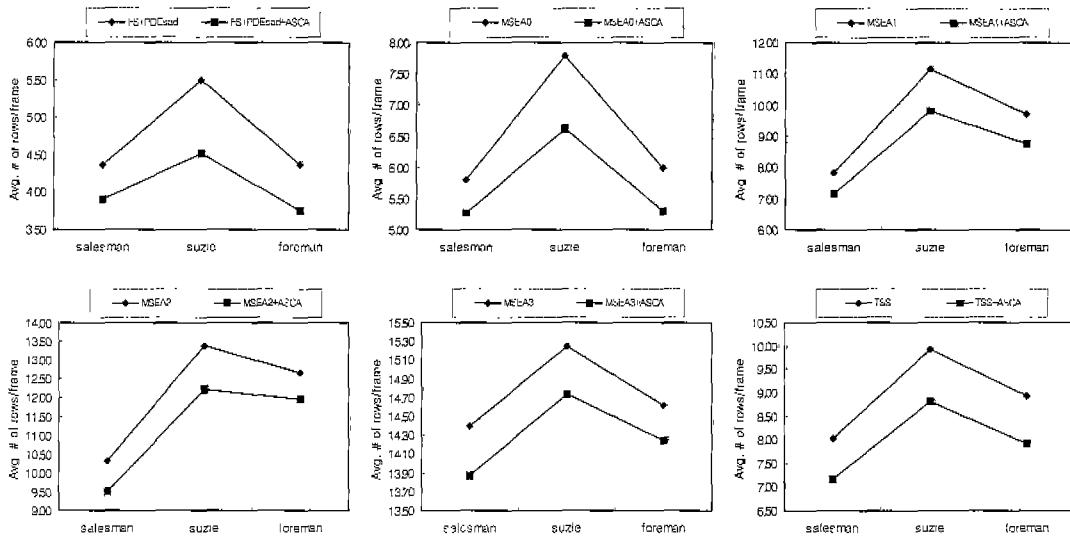 FS+PDEsad FS+PDEsad+ASCA
Avg. # of rows/frame
6.00
5.50
5.00
4.50
4.00
3.50
salesman suzie foreman
MSEA0 MSEA0+ASCA
Avg. # of rows/frame
8.00
7.50
7.00
6.50
6.00
5.50
5.00
salesman suzie foreman
MSEA1 MSEA1+ASCA
Avg. # of rows/frame
12.00
11.00
10.00
9.00
8.00
7.00
6.00
salesman suzie foreman
MSEA2 MSEA2+ASCA
Avg. # of rows/frame
14.00
13.50
13.00
12.50
12.00
11.50
11.00
10.50
10.00
9.50
9.00
salesman suzie foreman
MSEA3 MSEA3+ASCA
Avg. # of rows/frame
15.50
15.30
15.10
14.90
14.70
14.50
14.30
14.10
13.90
13.70
13.50
salesman suzie foreman
TSS TSS+ASCA
Avg. # of rows/frame
10.50
10.00
9.50
9.00
8.50
8.00
7.50
7.00
6.50
salesman suzie foreman